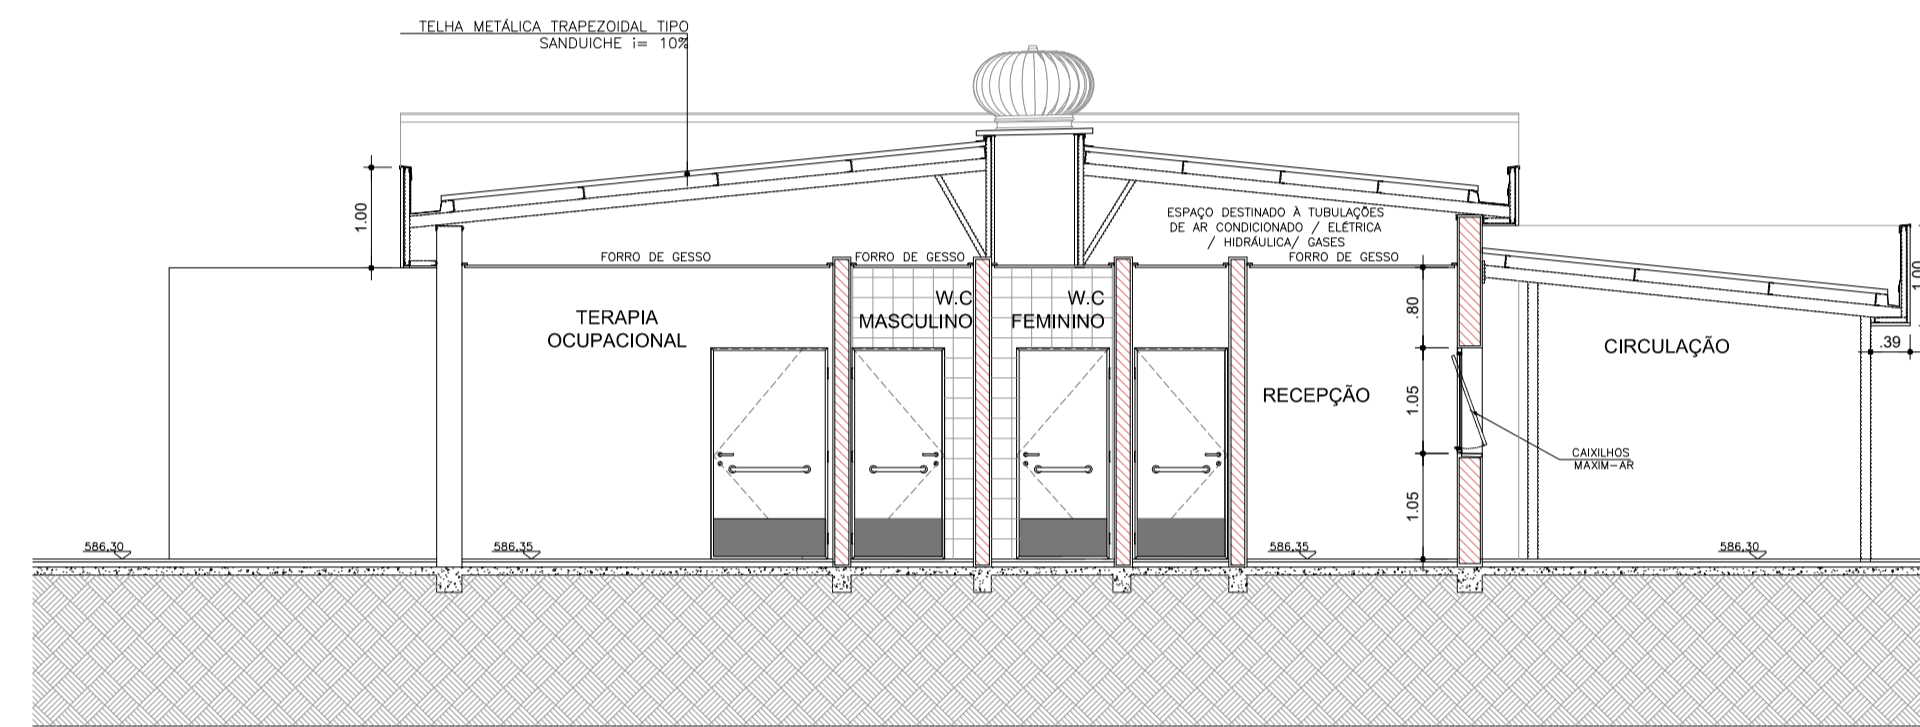 TELHA METÁLICA TRAPEZOIDAL TIPO
SANDUICHE i= 10%
1.00
ESPAÇO DESTINADO À TUBULAÇÕES
DE AR CONDICIONADO / ELÉTRICA
/ HIDRÁULICA/ GASES
FORRO DE GESSO
FORRO DE GESSO
FORRO DE GESSO
TERAPIA
OCUPACIONAL
W.C
MASCULINO
W.C
FEMININO
RECEPÇÃO
.80
1.05
1.05
CIRCULAÇÃO
1.00
.39
CAIXILHOS
MAXIM-AR
586,30
586,35
586,35
586,30